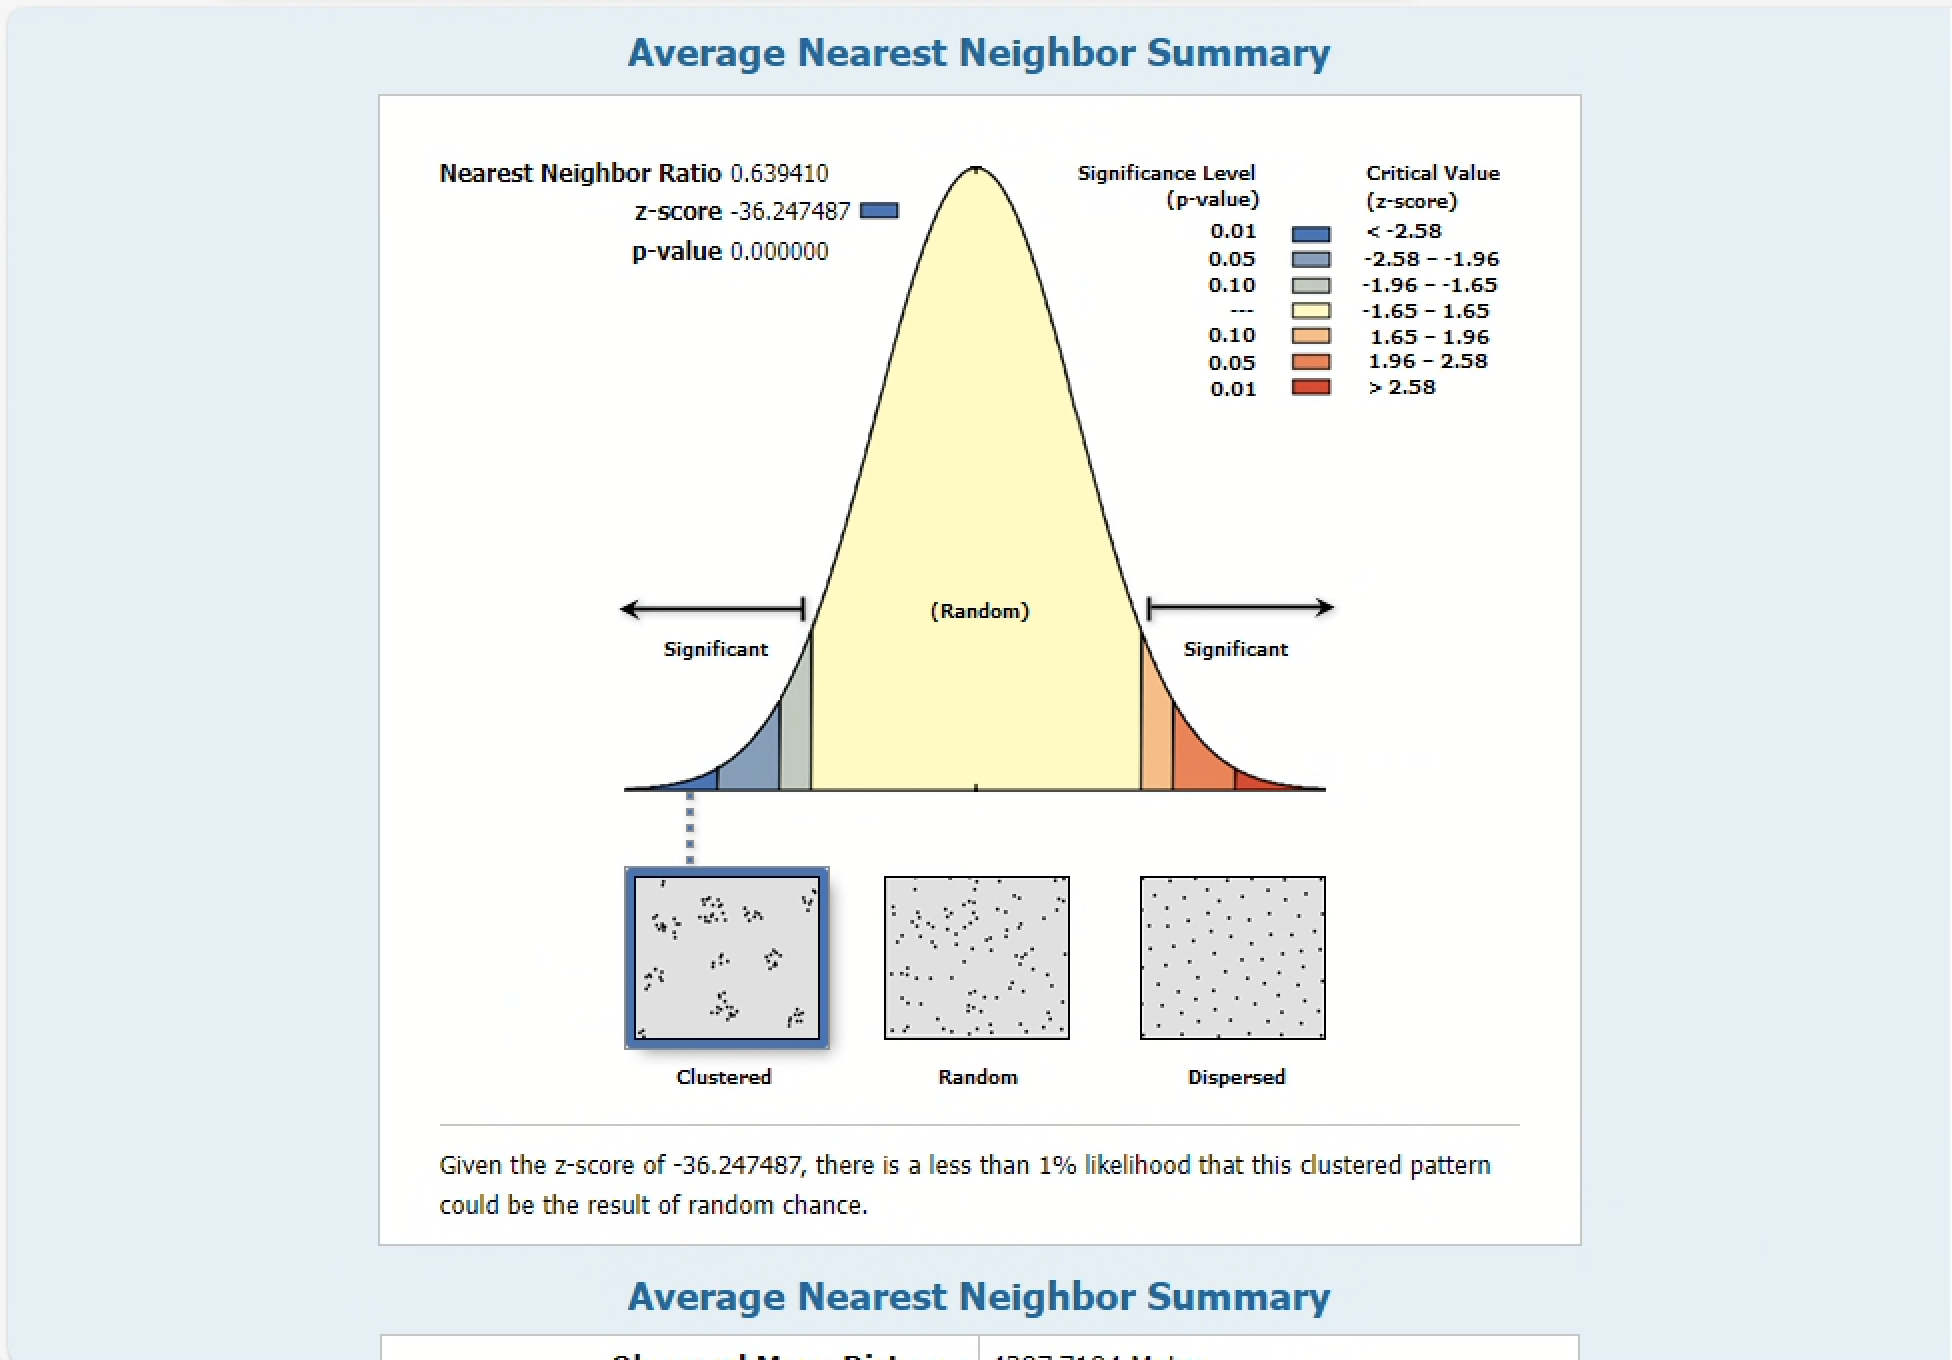 Average Nearest Neighbor Summary
Nearest Neighbor Ratio 0.639410
z-score -36.247487
p-value 0.000000
Significance Level
(p-value)
Critical Value
(z-score)
0.01 < -2.58
0.05 -2.58 – -1.96
0.10 -1.96 – -1.65
--- -1.65 – 1.65
0.10 1.65 – 1.96
0.05 1.96 – 2.58
0.01 > 2.58
(Random)
Significant
Significant
Clustered
Random
Dispersed
Given the z-score of -36.247487, there is a less than 1% likelihood that this clustered pattern
could be the result of random chance.
Average Nearest Neighbor Summary